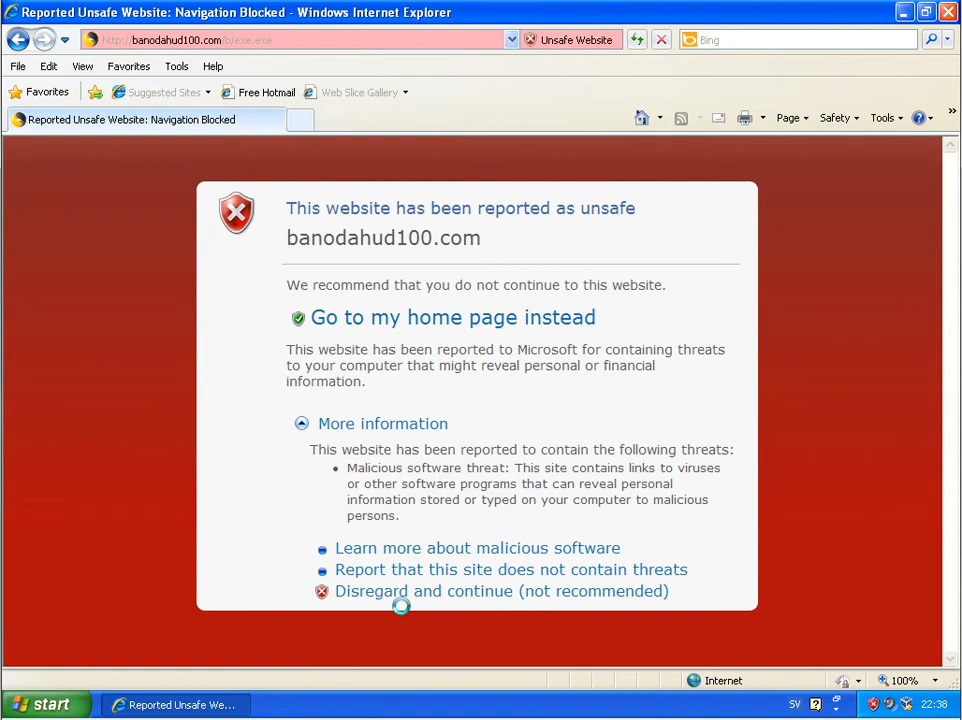 Reported Unsafe Website: Navigation Blocked - Windows Internet Explorer
http://banodahud100.com/b/exe.exe
Unsafe Website
Bing
File Edit View Favorites Tools Help
Favorites Suggested Sites Free Hotmail Web Slice Gallery
Reported Unsafe Website: Navigation Blocked
Page Safety Tools
This website has been reported as unsafe
banodahud100.com
We recommend that you do not continue to this website.
Go to my home page instead
This website has been reported to Microsoft for containing threats
to your computer that might reveal personal or financial
information.
More information
This website has been reported to contain the following threats:
Malicious software threat: This site contains links to viruses
or other software programs that can reveal personal
information stored or typed on your computer to malicious
persons.
Learn more about malicious software
Report that this site does not contain threats
Disregard and continue (not recommended)
Internet
100%
start
Reported Unsafe We...
SV
22:38